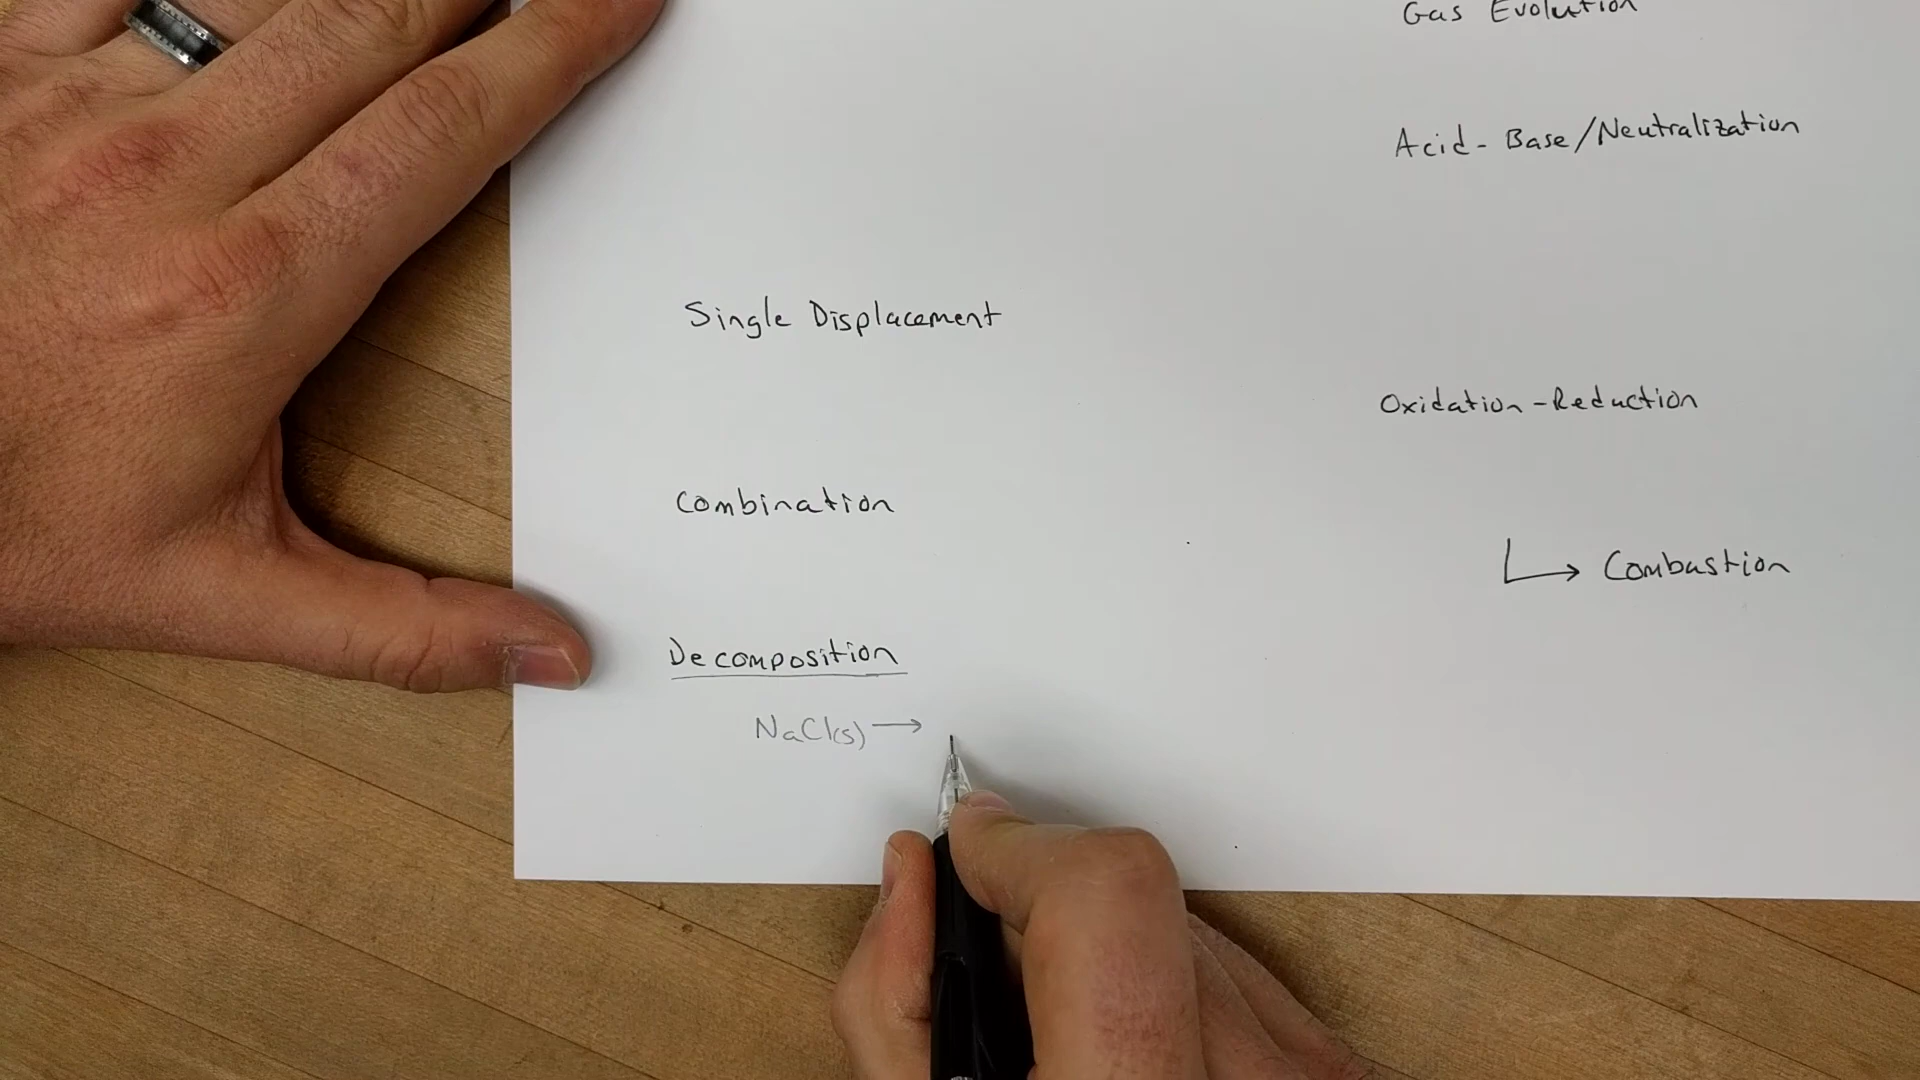 Gas Evolution
Acid-Base/Neutralization
Single Displacement
Oxidation-Reduction
Combination
Combustion
Decomposition
NaCl(s) →